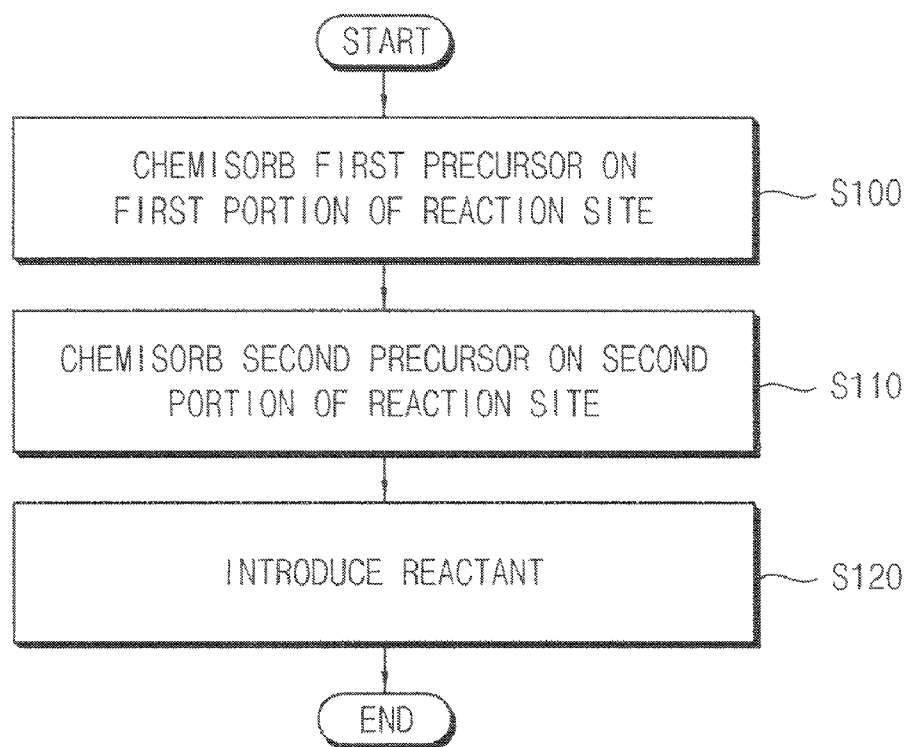 START
CHEMISORB FIRST PRECURSOR ON
FIRST PORTION OF REACTION SITE
S100
CHEMISORB SECOND PRECURSOR ON SECOND
PORTION OF REACTION SITE
S110
INTRODUCE REACTANT
S120
END